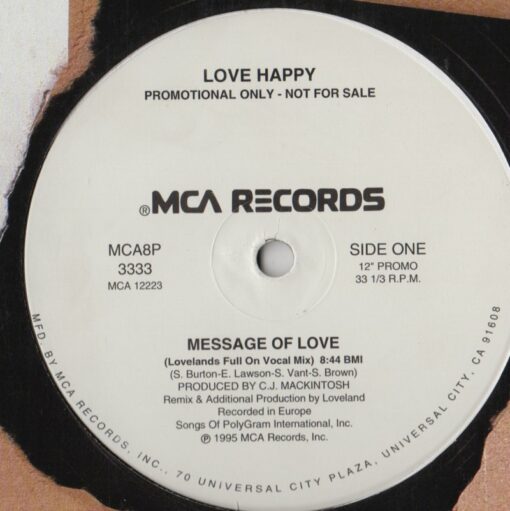 LOVE HAPPY
PROMOTIONAL ONLY - NOT FOR SALE
®MCA RECORDS
MCA8P
3333
MCA 12223
SIDE ONE
12" PROMO
33 1/3 R.P.M.
MESSAGE OF LOVE
(Lovelands Full On Vocal Mix) 8:44 BMI
(S. Burton-E. Lawson-S. Vant-S. Brown)
PRODUCED BY C.J. MACKINTOSH
Remix & Additional Production by Loveland
Recorded in Europe
Songs Of PolyGram International, Inc.
℗ 1995 MCA Records, Inc.
MFD. BY MCA RECORDS, INC., 70 UNIVERSAL CITY PLAZA, UNIVERSAL CITY, CA 91608